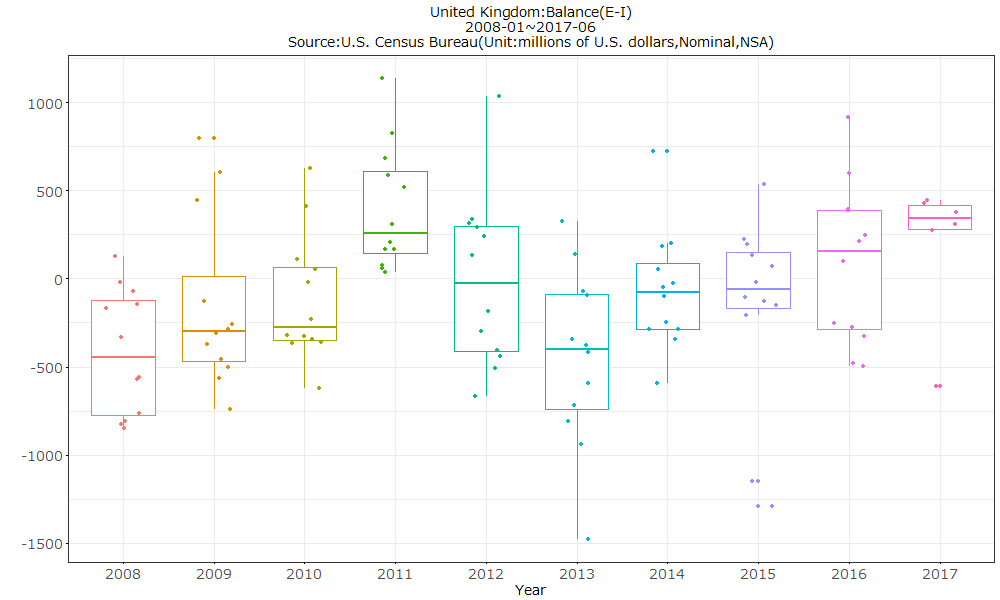 United Kingdom:Balance(E-I)
2008-01~2017-06
Source:U.S. Census Bureau(Unit:millions of U.S. dollars,Nominal,NSA)
1000
500
0
-500
-1000
-1500
2008 2009 2010 2011 2012 2013 2014 2015 2016 2017
Year